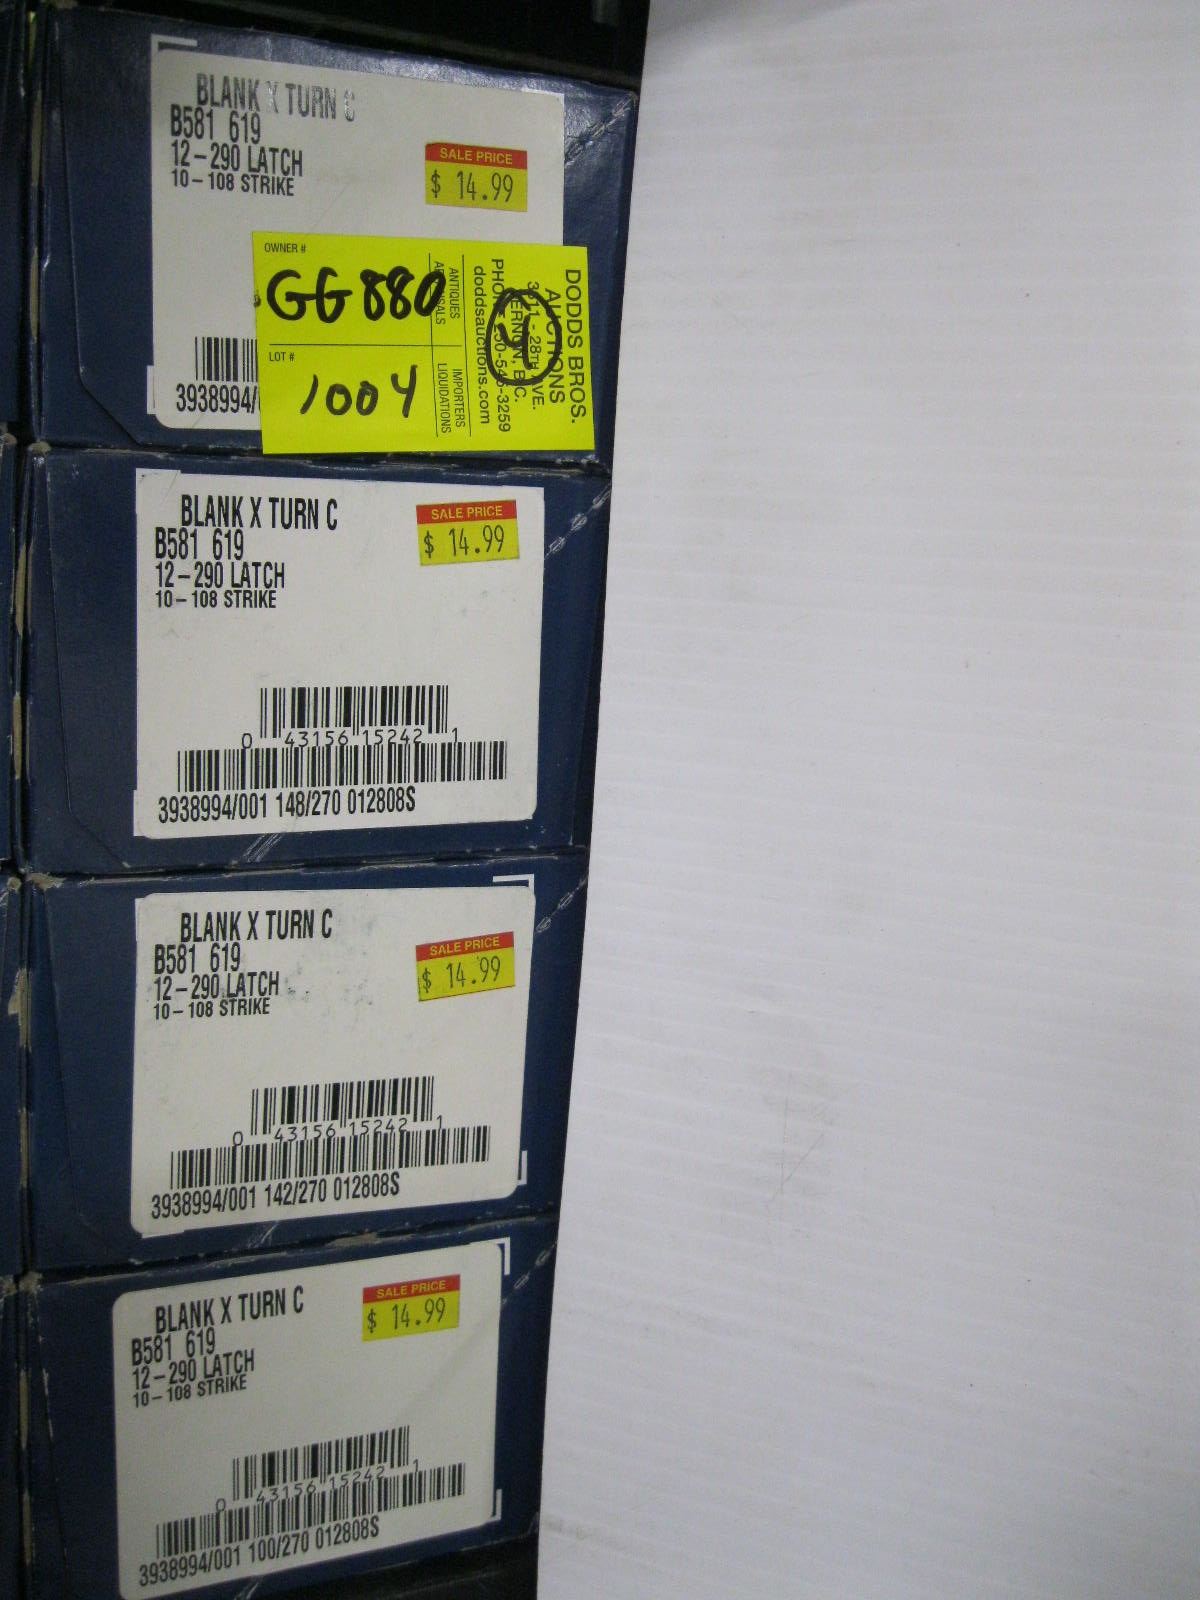 BLANK X TURN C
B581 619
12-290 LATCH
10-108 STRIKE
SALE PRICE
$ 14.99
OWNER #
GG880
LOT #
1004
ANTIQUES
IMPORTERS
LIQUIDATIONS
DODDS BROS.
AUCTIONS
28TH AVE.
B.C.
doddsauctions.com
4
3938994/
BLANK X TURN C
B581 619
12-290 LATCH
10-108 STRIKE
SALE PRICE
$ 14.99
0 43156 15242 1
3938994/001 148/270 012808S
BLANK X TURN C
B581 619
12-290 LATCH
10-108 STRIKE
SALE PRICE
$ 14.99
0 43156 15242 1
3938994/001 142/270 012808S
BLANK X TURN C
B581 619
12-290 LATCH
10-108 STRIKE
SALE PRICE
$ 14.99
0 43156 15242 1
3938994/001 100/270 012808S